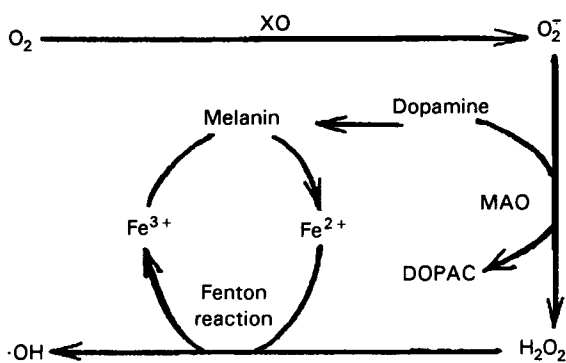 XO
O₂
O₂⁻̇
Melanin
Dopamine
Fe³⁺
Fe²⁺
MAO
DOPAC
Fenton
reaction
·OH
H₂O₂